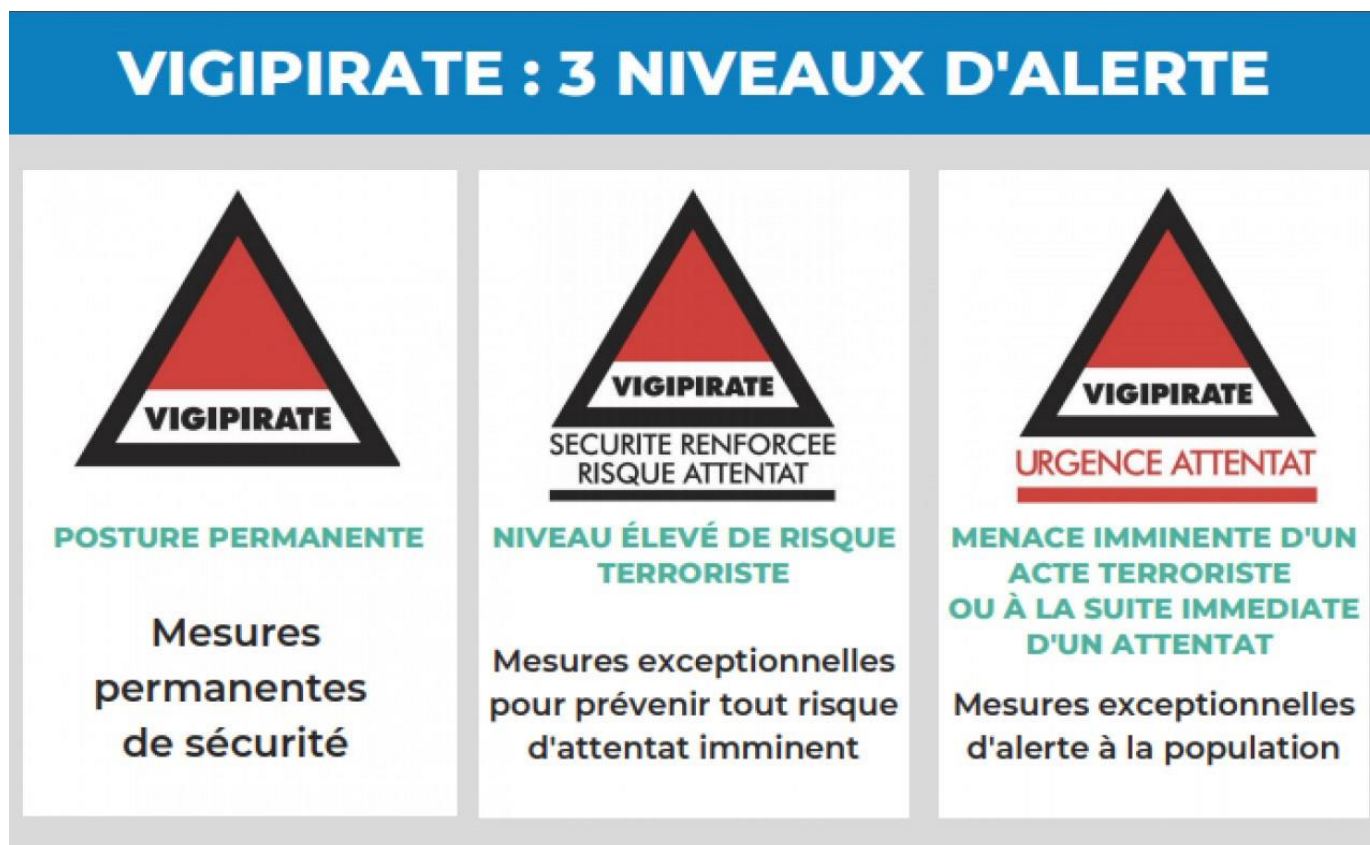 VIGIPIRATE : 3 NIVEAUX D'ALERTE
VIGIPIRATE
POSTURE PERMANENTE
Mesures
permanentes
de sécurité
VIGIPIRATE
SECURITE RENFORCEE
RISQUE ATTENTAT
NIVEAU ÉLEVÉ DE RISQUE
TERRORISTE
Mesures exceptionnelles
pour prévenir tout risque
d'attentat imminent
VIGIPIRATE
URGENCE ATTENTAT
MENACE IMMINENTE D'UN
ACTE TERRORISTE
OU À LA SUITE IMMEDIATE
D'UN ATTENTAT
Mesures exceptionnelles
d'alerte à la population